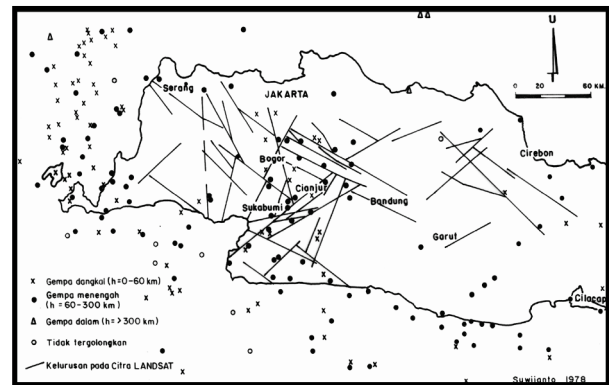 U
0 20 60 KM.
Serang
JAKARTA
Cirebon
Bogor
Cianjur
Sukabumi
Bandung
Garut
Cilacap
x Gempa dangkal (h=0-60 km)
● Gempa menengah
(h = 60-300 km)
Δ Gempa dalam (h=>300 km)
○ Tidak tergolongkan
Kelurusan pada Citra LANDSAT
Suwijanto 1978